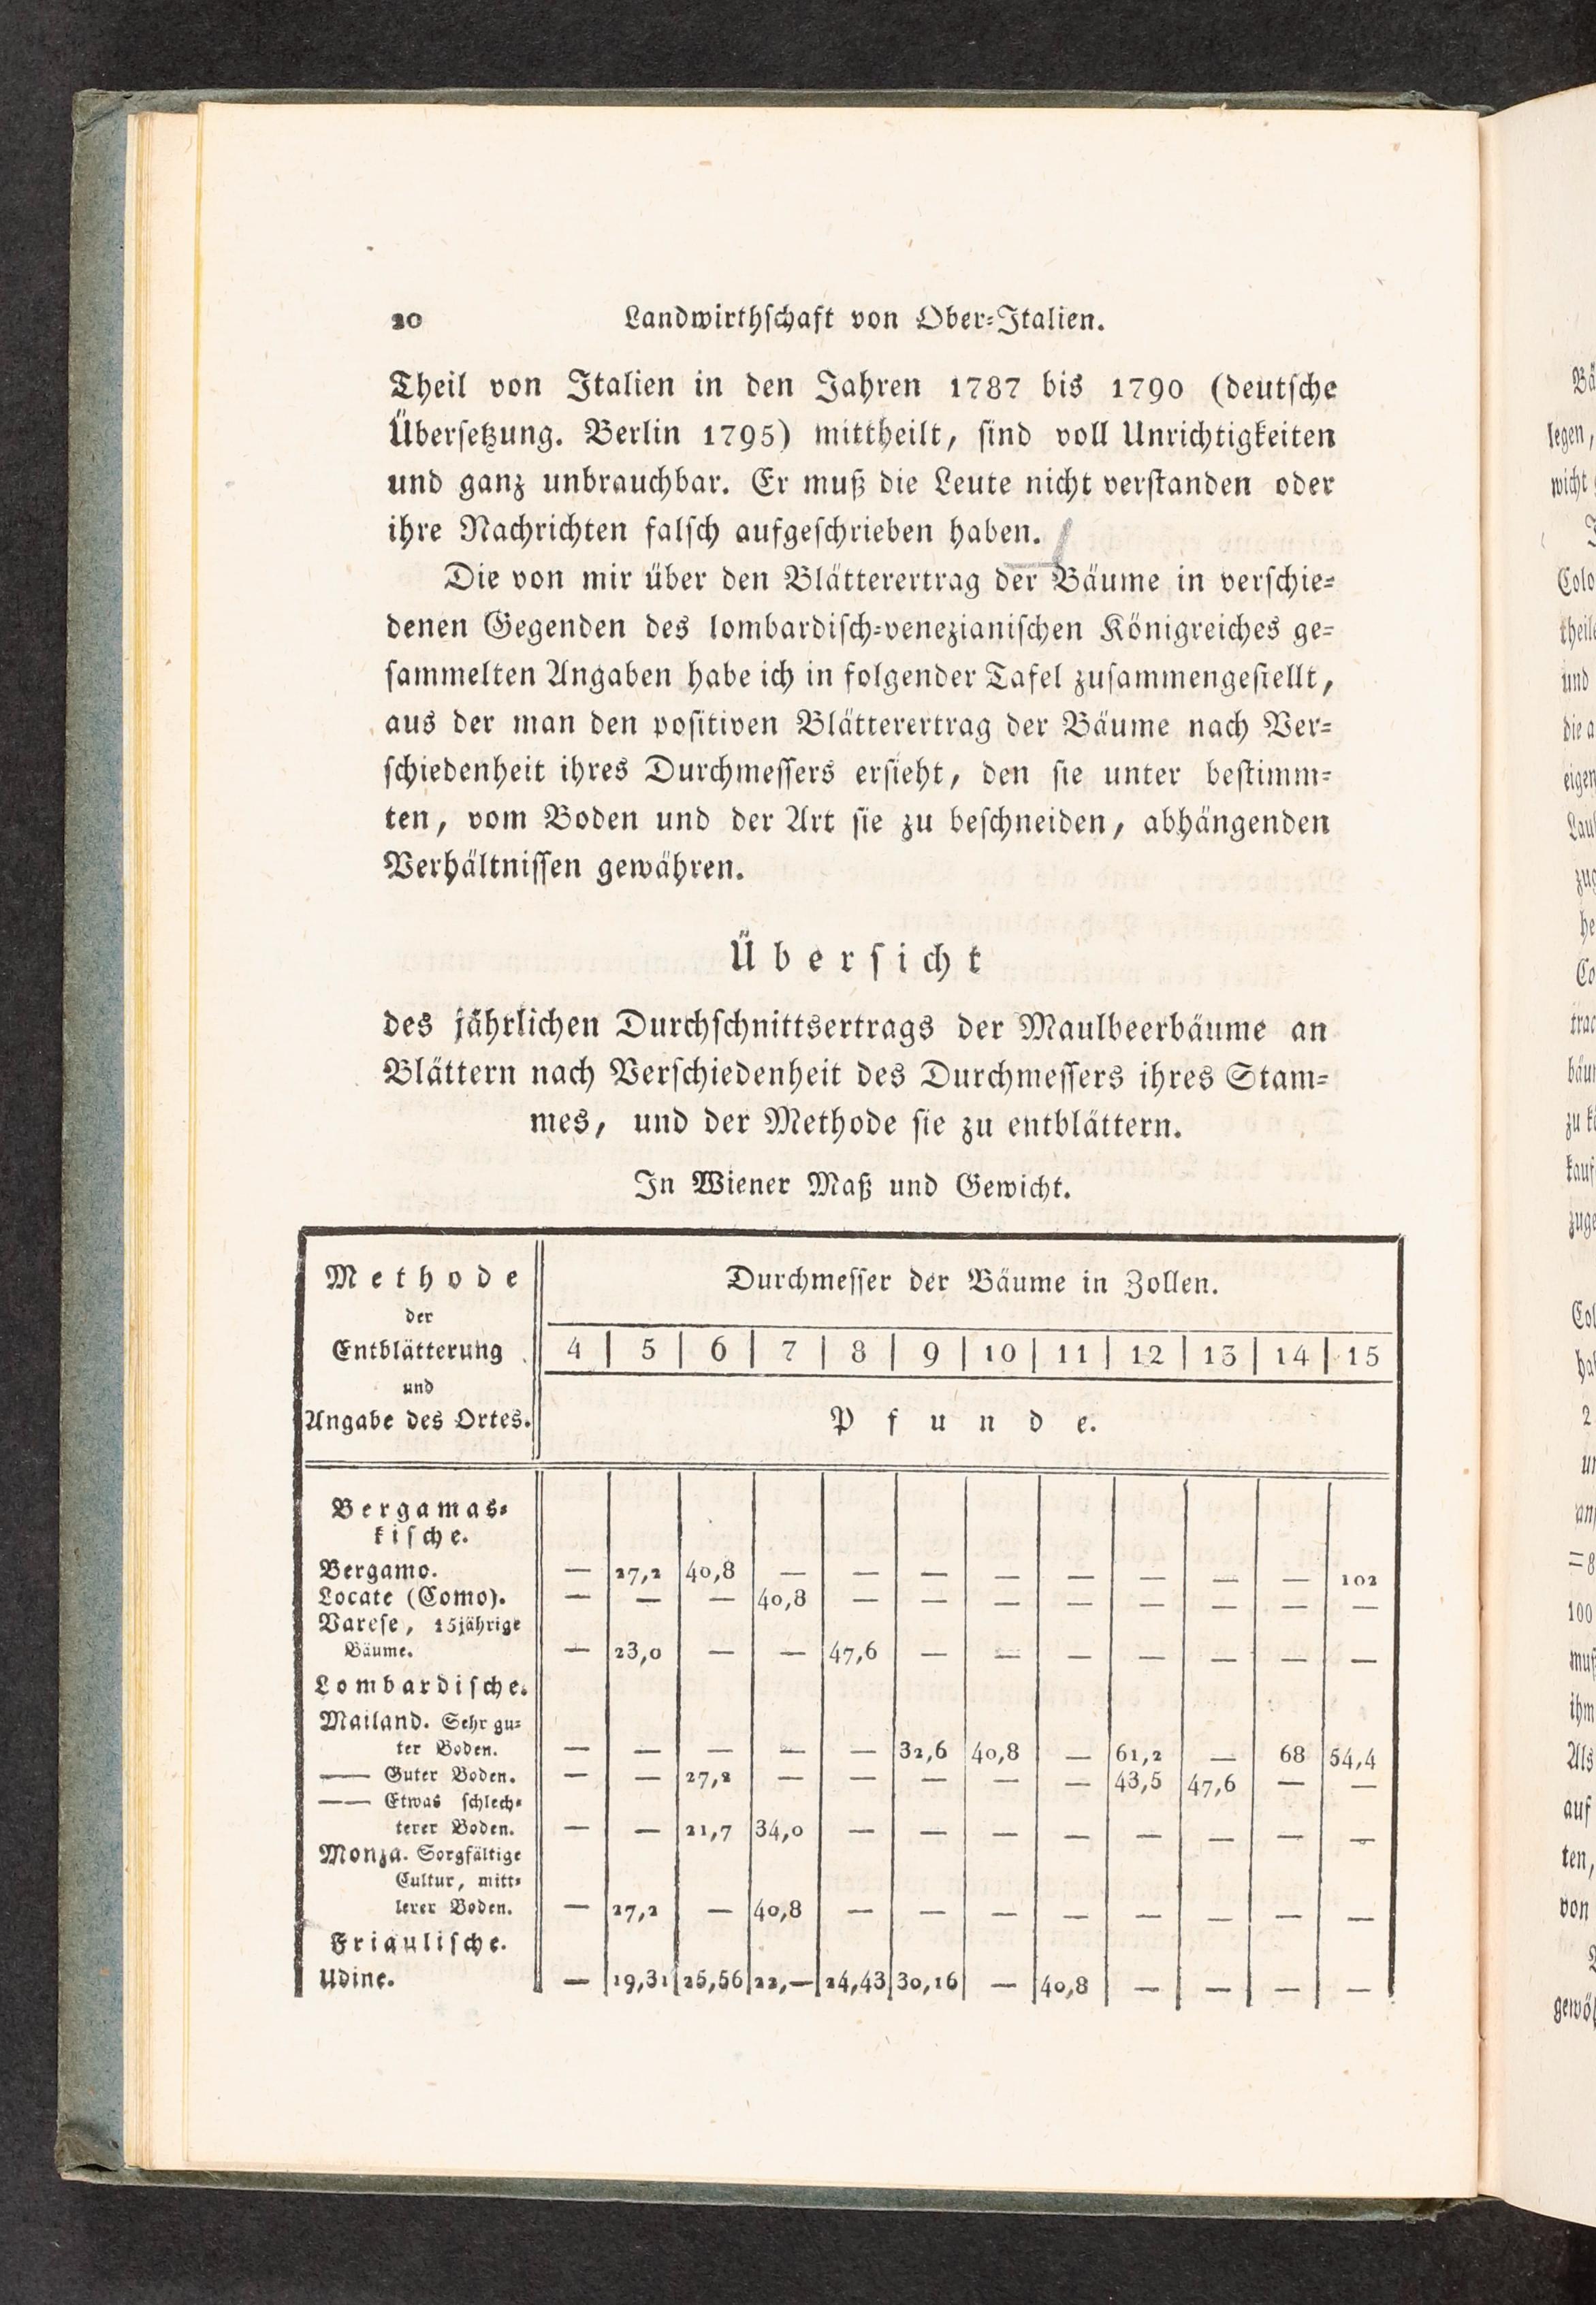 20 Landwirthschaft von Ober-Italien.
Theil von Italien in den Jahren 1787 bis 1790 (deutsche
Übersetzung. Berlin 1795) mittheilt, sind voll Unrichtigkeiten
und ganz unbrauchbar. Er muß die Leute nicht verstanden oder
ihre Nachrichten falsch aufgeschrieben haben.
Die von mir über den Blätterertrag der Bäume in verschie-
denen Gegenden des lombardisch-venezianischen Königreiches ge-
sammelten Angaben habe ich in folgender Tafel zusammengestellt,
aus der man den positiven Blätterertrag der Bäume nach Ver-
schiedenheit ihres Durchmessers ersieht, den sie unter bestimm-
ten, vom Boden und der Art sie zu beschneiden, abhängenden
Verhältnissen gewähren.
Übersicht
des jährlichen Durchschnittsertrags der Maulbeerbäume an
Blättern nach Verschiedenheit des Durchmessers ihres Stam-
mes, und der Methode sie zu entblättern.
In Wiener Maß und Gewicht.
Methode
der
Entblätterung
und
Angabe des Ortes.
Durchmesser der Bäume in Zollen.
4 | 5 | 6 | 7 | 8 | 9 | 10 | 11 | 12 | 13 | 14 | 15
Pfunde.
Bergamas-
kische.
Bergamo. — 27,2 40,8 — — — — — — — — 102
Locate (Como). — — — 40,8 — — — — — — — —
Varese, 15jährige
Bäume. — 23,0 — — 47,6 — — — — — — —
Lombardische.
Mailand. Sehr gu-
ter Boden. — — — — — 32,6 40,8 — 61,2 — 68 54,4
—— Guter Boden. — — 27,2 — — — — — 43,5 47,6 — —
—— Etwas schlech-
terer Boden. — — 21,7 34,0 — — — — — — — —
Monza. Sorgfältige
Cultur, mitt-
lerer Boden. — 27,2 — 40,8 — — — — — — — —
Friaulische.
Udine. — 19,31 25,56 22,— 24,43 30,16 — 40,8 — — — —